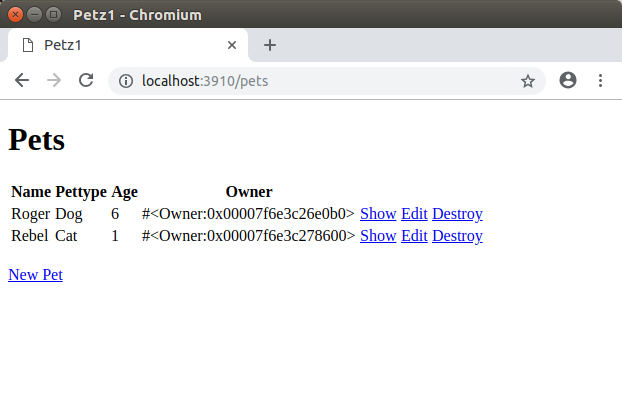 Petz1 - Chromium
Petz1
localhost:3910/pets
Pets
Name Pettype Age Owner
Roger Dog 6 #<Owner:0x00007f6e3c26e0b0> Show Edit Destroy
Rebel Cat 1 #<Owner:0x00007f6e3c278600> Show Edit Destroy
New Pet